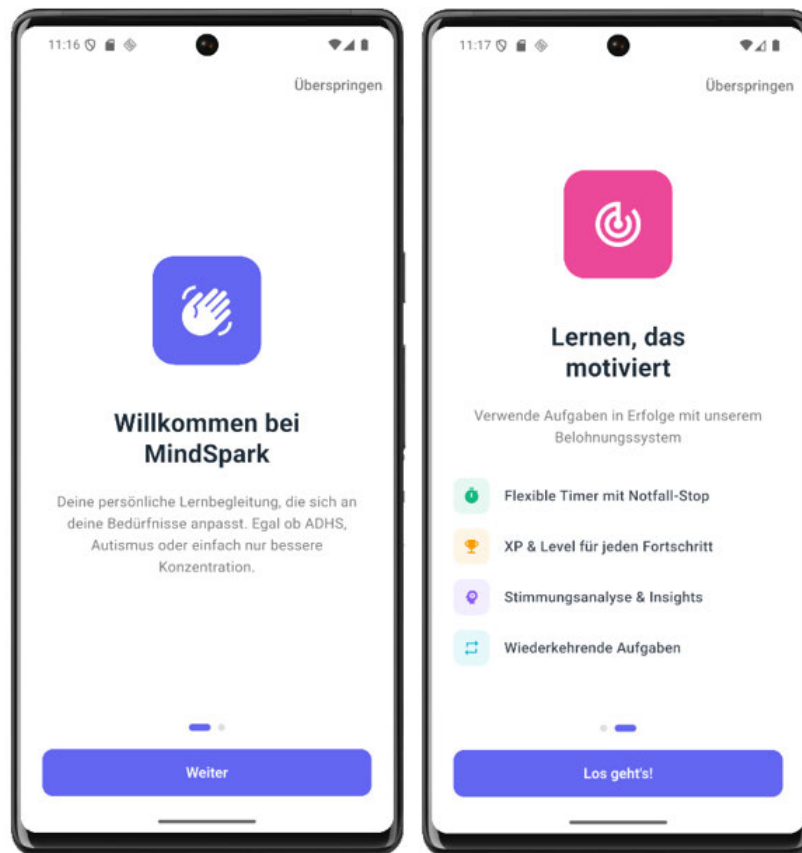 11:16
Überspringen
Willkommen bei
MindSpark
Deine persönliche Lernbegleitung, die sich an
deine Bedürfnisse anpasst. Egal ob ADHS,
Autismus oder einfach nur bessere
Konzentration.
Weiter
11:17
Überspringen
Lernen, das
motiviert
Verwende Aufgaben in Erfolge mit unserem
Belohnungssystem
Flexible Timer mit Notfall-Stop
XP & Level für jeden Fortschritt
Stimmungsanalyse & Insights
Wiederkehrende Aufgaben
Los geht's!